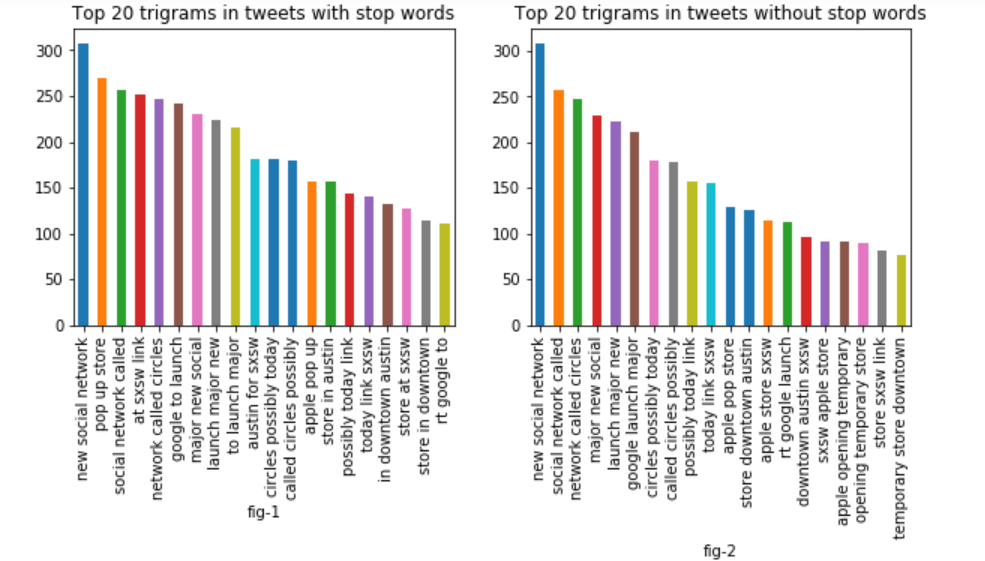 Top 20 trigrams in tweets with stop words
300
250
200
150
100
50
0
new social network
pop up store
social network called
at sxsw link
network called circles
google to launch
major new social
launch major new
to launch major
austin for sxsw
circles possibly today
called circles possibly
apple pop up
store in austin
possibly today link
today link sxsw
in downtown austin
store at sxsw
store in downtown
rt google to
fig-1
Top 20 trigrams in tweets without stop words
300
250
200
150
100
50
0
new social network
social network called
network called circles
major new social
launch major new
google launch major
circles possibly today
called circles possibly
possibly today link
today link sxsw
apple pop store
store downtown austin
apple store sxsw
rt google launch
downtown austin sxsw
sxsw apple store
apple opening temporary
opening temporary store
store sxsw link
temporary store downtown
fig-2